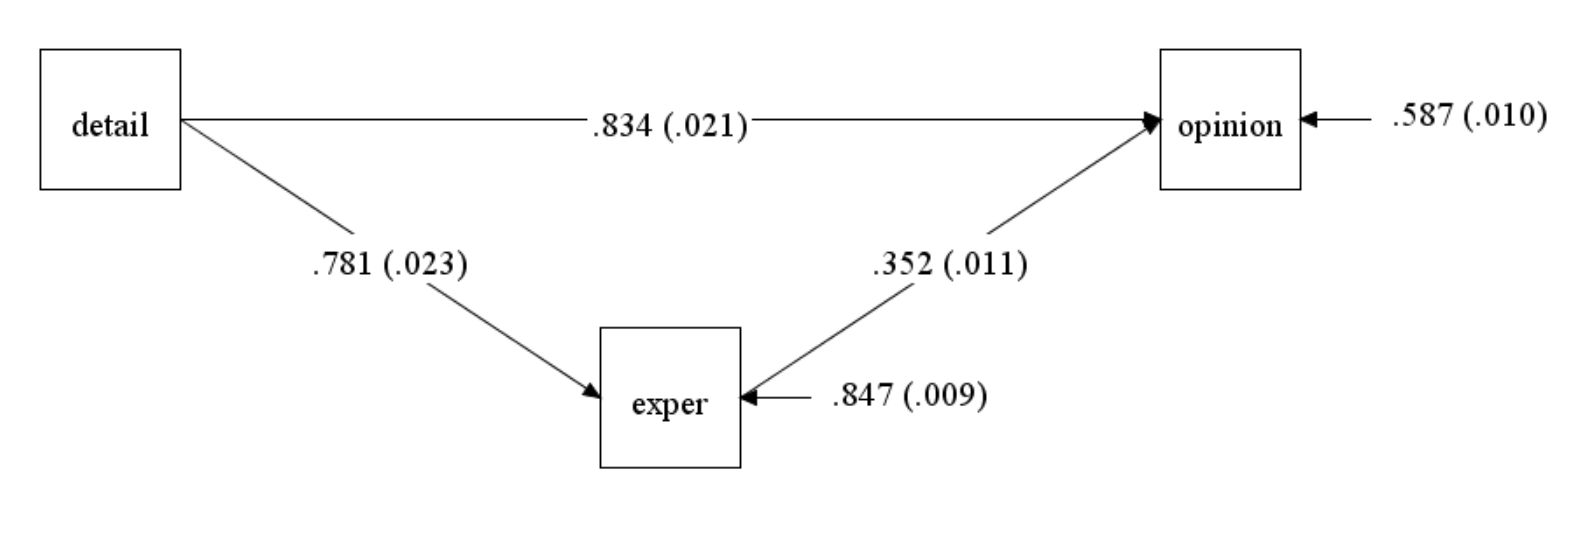 detail
.834 (.021)
opinion
.587 (.010)
.781 (.023)
.352 (.011)
exper
.847 (.009)